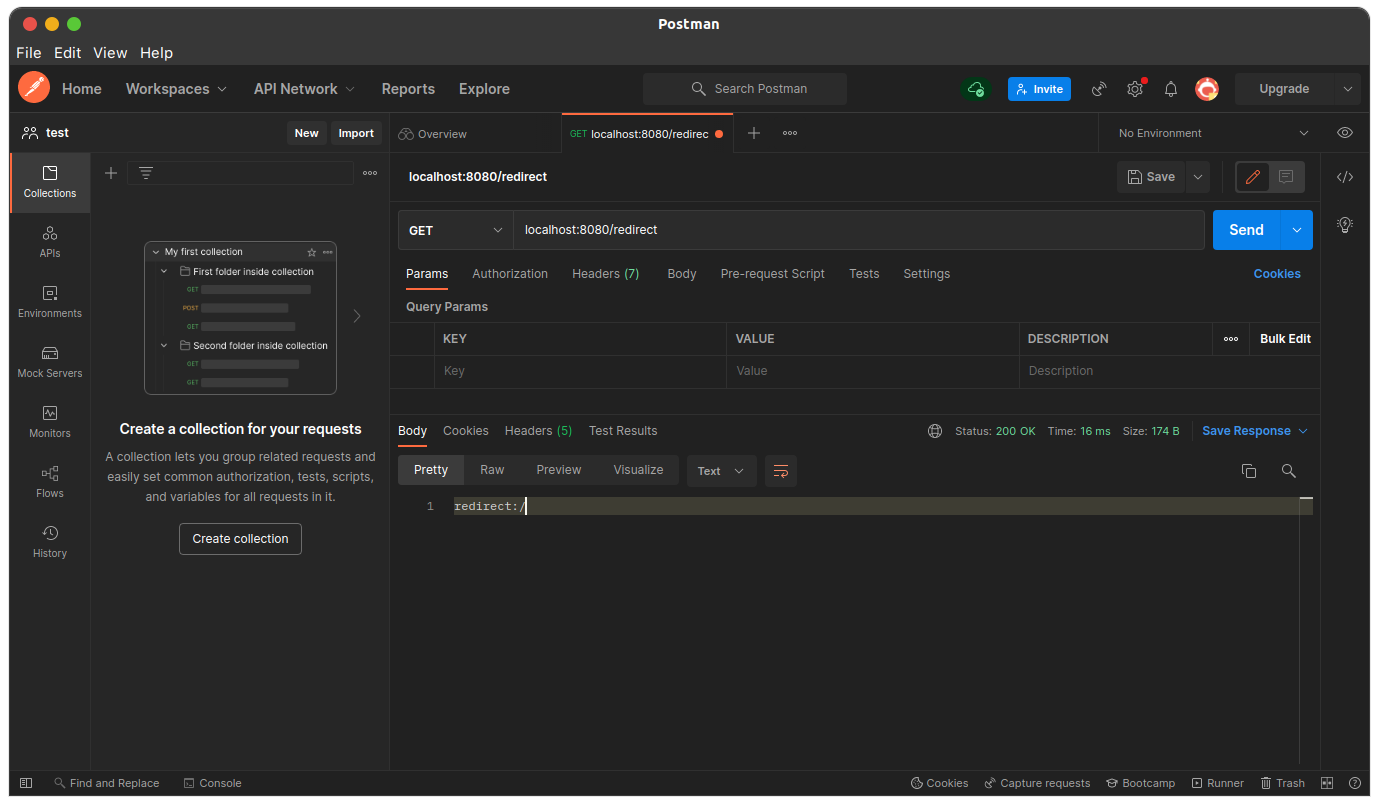 Postman
File Edit View Help
Home Workspaces API Network Reports Explore Search Postman Invite Upgrade
test New Import Overview GET localhost:8080/redirec No Environment
Collections
APIs
Environments
Mock Servers
Monitors
Flows
History
My first collection
First folder inside collection
GET
POST
GET
Second folder inside collection
GET
GET
Create a collection for your requests
A collection lets you group related requests and
easily set common authorization, tests, scripts,
and variables for all requests in it.
Create collection
localhost:8080/redirect Save
GET localhost:8080/redirect Send
Params Authorization Headers (7) Body Pre-request Script Tests Settings Cookies
Query Params
KEY VALUE DESCRIPTION Bulk Edit
Key Value Description
Body Cookies Headers (5) Test Results Status: 200 OK Time: 16 ms Size: 174 B Save Response
Pretty Raw Preview Visualize Text
1 redirect:/
Find and Replace Console Cookies Capture requests Bootcamp Runner Trash